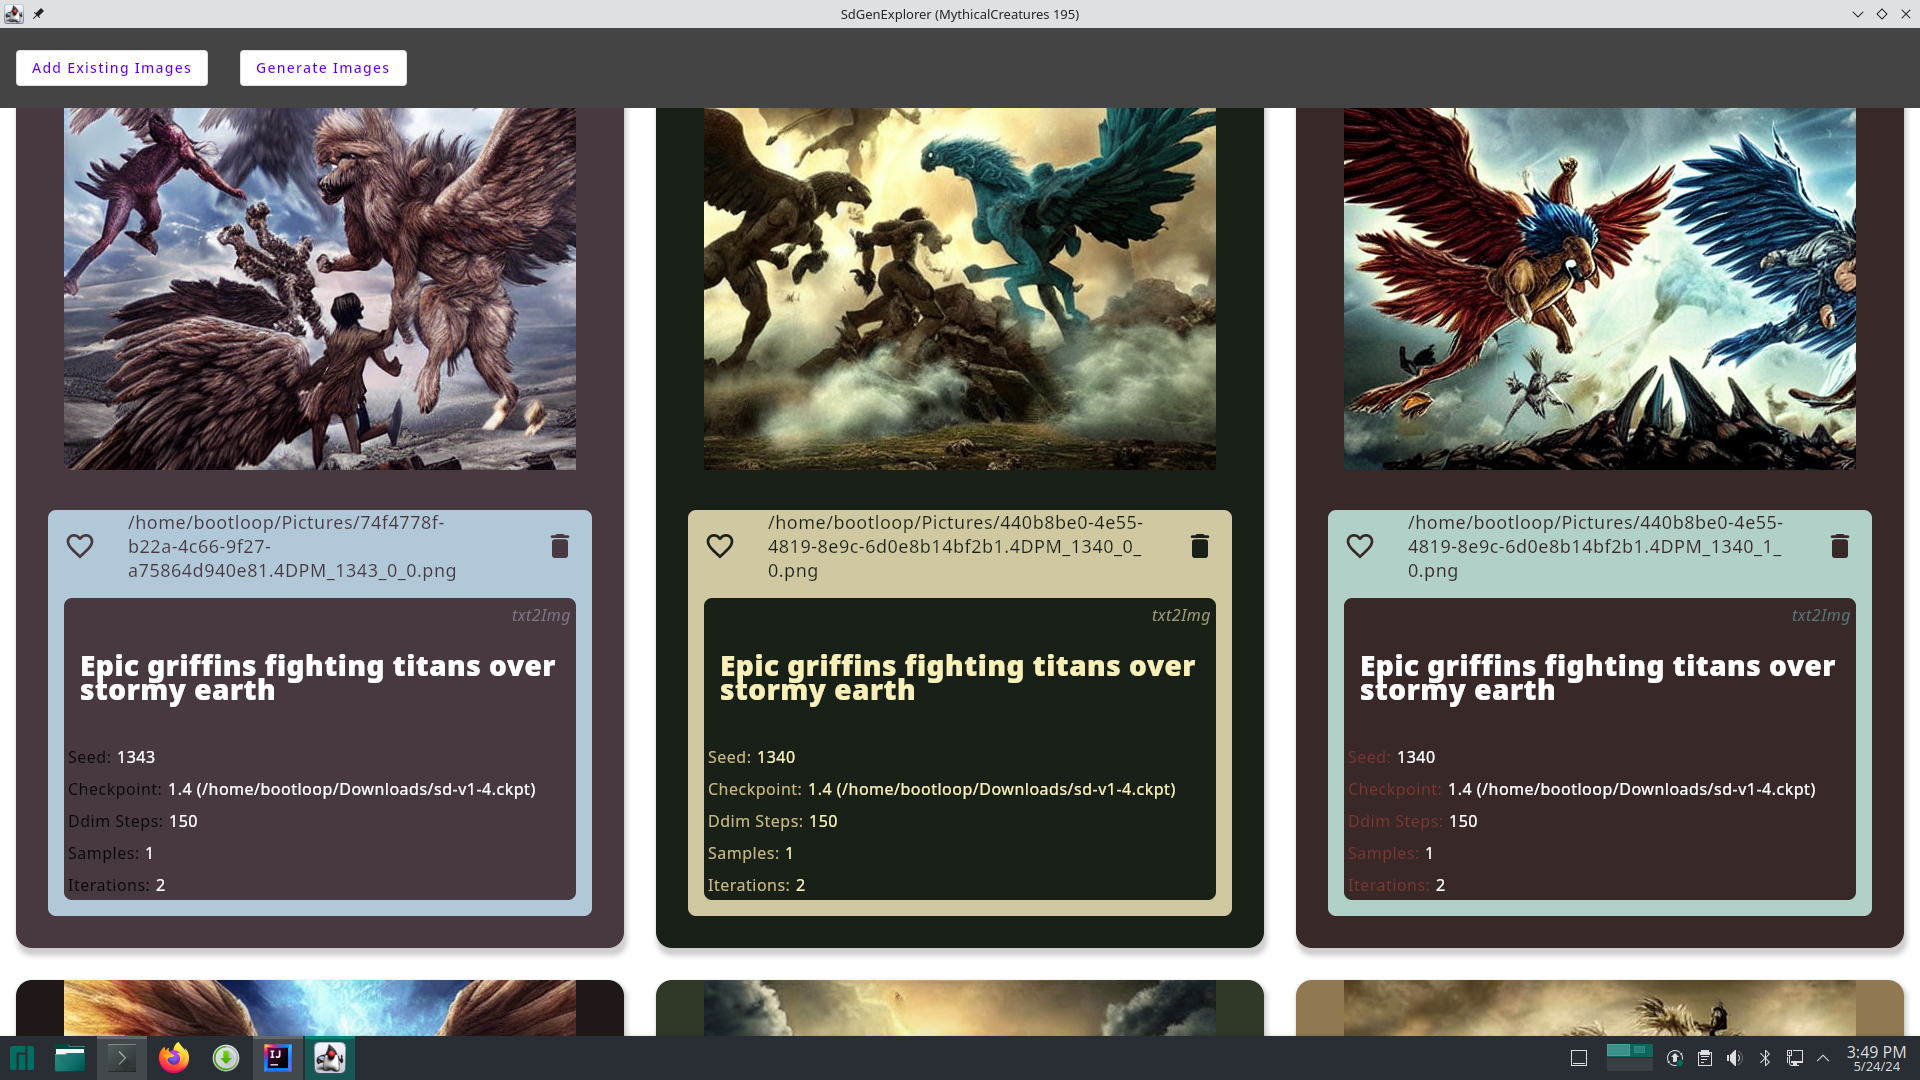 SdGenExplorer (MythicalCreatures 195)
Add Existing Images
Generate Images
/home/bootloop/Pictures/74f4778f-
b22a-4c66-9f27-
a75864d940e81.4DPM_1343_0_0.png
txt2Img
Epic griffins fighting titans over
stormy earth
Seed: 1343
Checkpoint: 1.4 (/home/bootloop/Downloads/sd-v1-4.ckpt)
Ddim Steps: 150
Samples: 1
Iterations: 2
/home/bootloop/Pictures/440b8be0-4e55-
4819-8e9c-6d0e8b14bf2b1.4DPM_1340_0_
0.png
txt2Img
Epic griffins fighting titans over
stormy earth
Seed: 1340
Checkpoint: 1.4 (/home/bootloop/Downloads/sd-v1-4.ckpt)
Ddim Steps: 150
Samples: 1
Iterations: 2
/home/bootloop/Pictures/440b8be0-4e55-
4819-8e9c-6d0e8b14bf2b1.4DPM_1340_1_
0.png
txt2Img
Epic griffins fighting titans over
stormy earth
Seed: 1340
Checkpoint: 1.4 (/home/bootloop/Downloads/sd-v1-4.ckpt)
Ddim Steps: 150
Samples: 1
Iterations: 2
IJ
3:49 PM
5/24/24